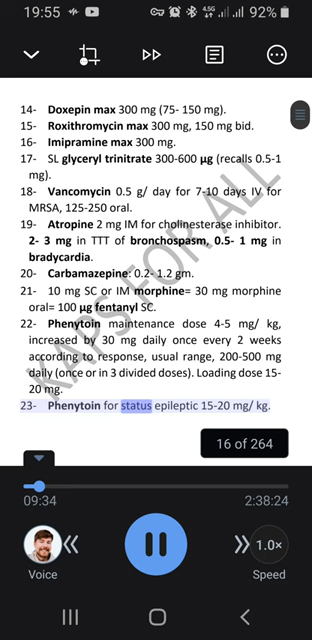 19:55
4.5G
92%
14- Doxepin max 300 mg (75- 150 mg).
15- Roxithromycin max 300 mg, 150 mg bid.
16- Imipramine max 300 mg.
17- SL glyceryl trinitrate 300-600 µg (recalls 0.5-1
mg).
18- Vancomycin 0.5 g/ day for 7-10 days IV for
MRSA, 125-250 oral.
19- Atropine 2 mg IM for cholinesterase inhibitor.
2- 3 mg in TTT of bronchospasm, 0.5- 1 mg in
bradycardia.
20- Carbamazepine: 0.2- 1.2 gm.
21- 10 mg SC or IM morphine= 30 mg morphine
oral= 100 µg fentanyl SC.
22- Phenytoin maintenance dose 4-5 mg/ kg,
increased by 30 mg daily once every 2 weeks
according to response, usual range, 200-500 mg
daily (once or in 3 divided doses). Loading dose 15-
20 mg.
23- Phenytoin for status epileptic 15-20 mg/ kg.
KAPS FOR ALL
16 of 264
09:34
2:38:24
1.0×
Voice
Speed